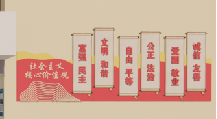 社会主义
核心价值观
富强 民主
文明 和谐
自由 平等
公正 法治
爱国 敬业
诚信 友善